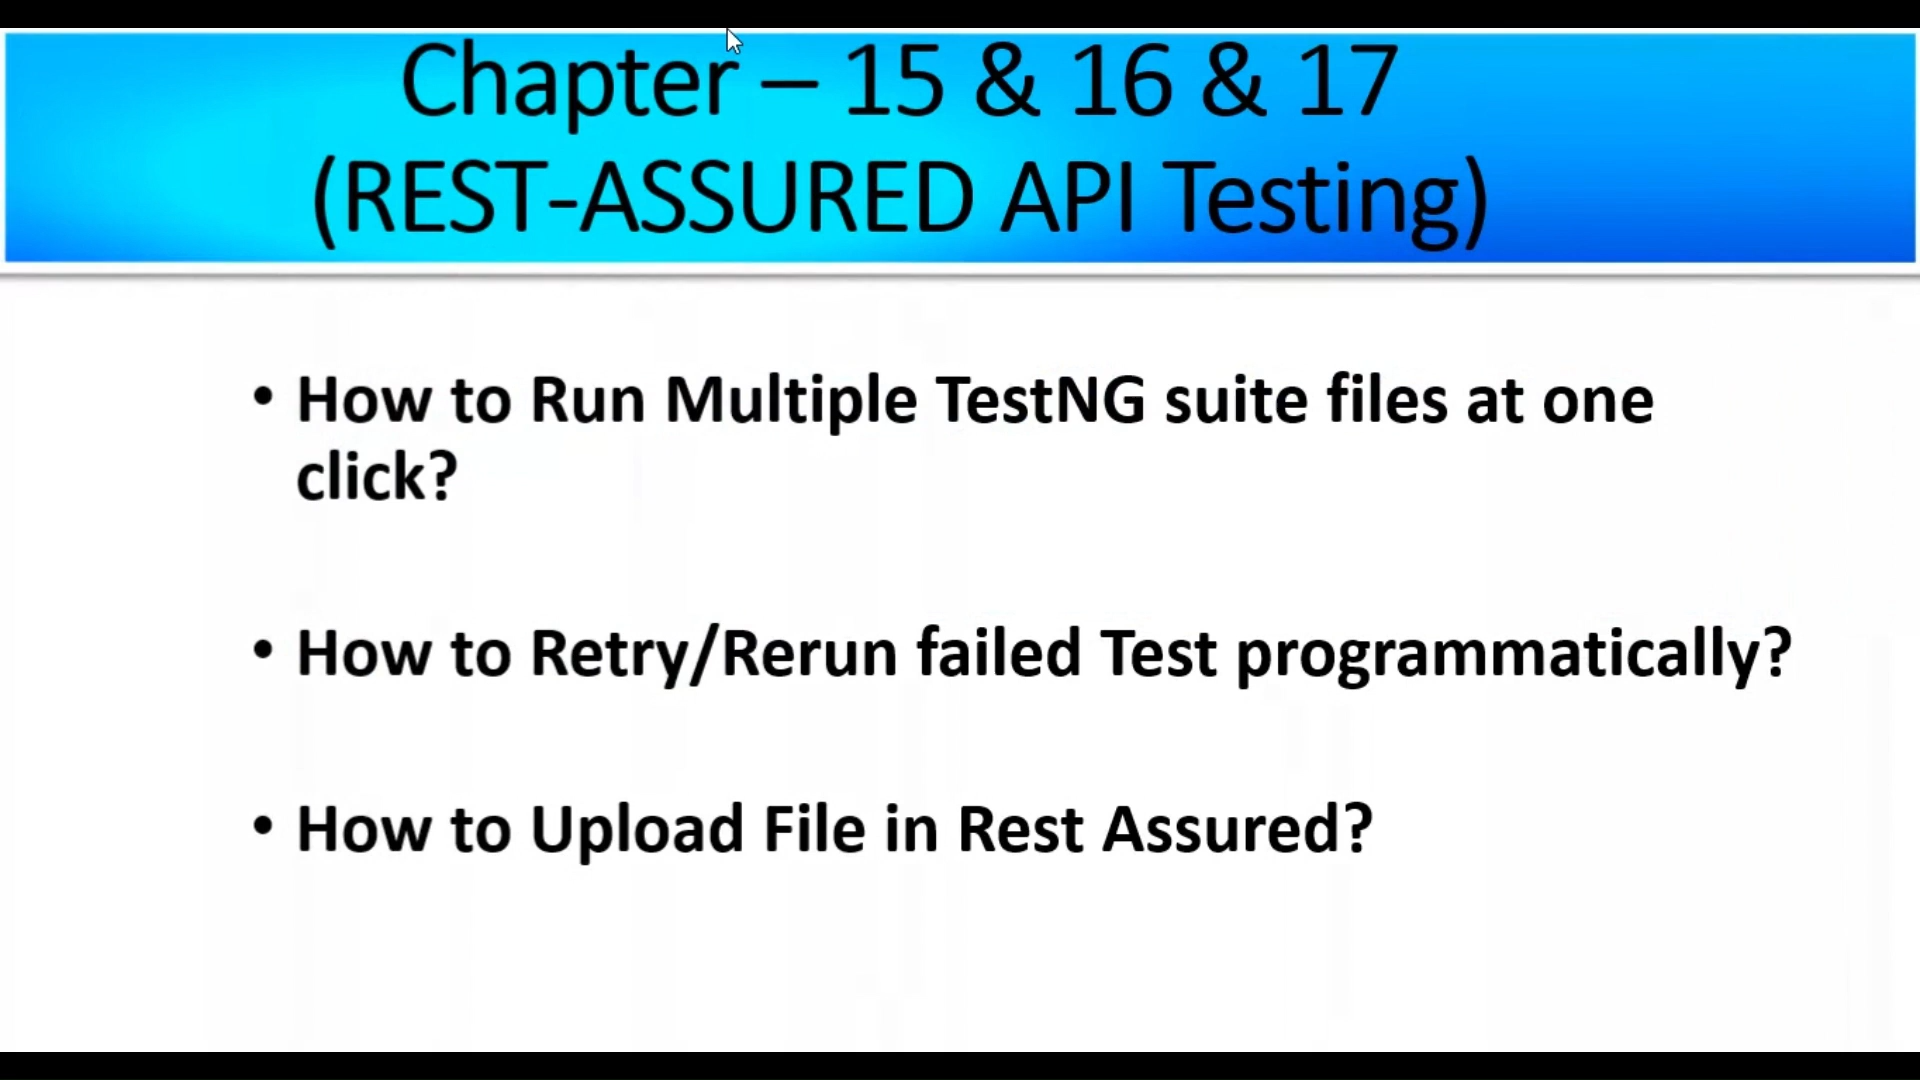 Chapter – 15 & 16 & 17
(REST-ASSURED API Testing)
• How to Run Multiple TestNG suite files at one
click?
• How to Retry/Rerun failed Test programmatically?
• How to Upload File in Rest Assured?